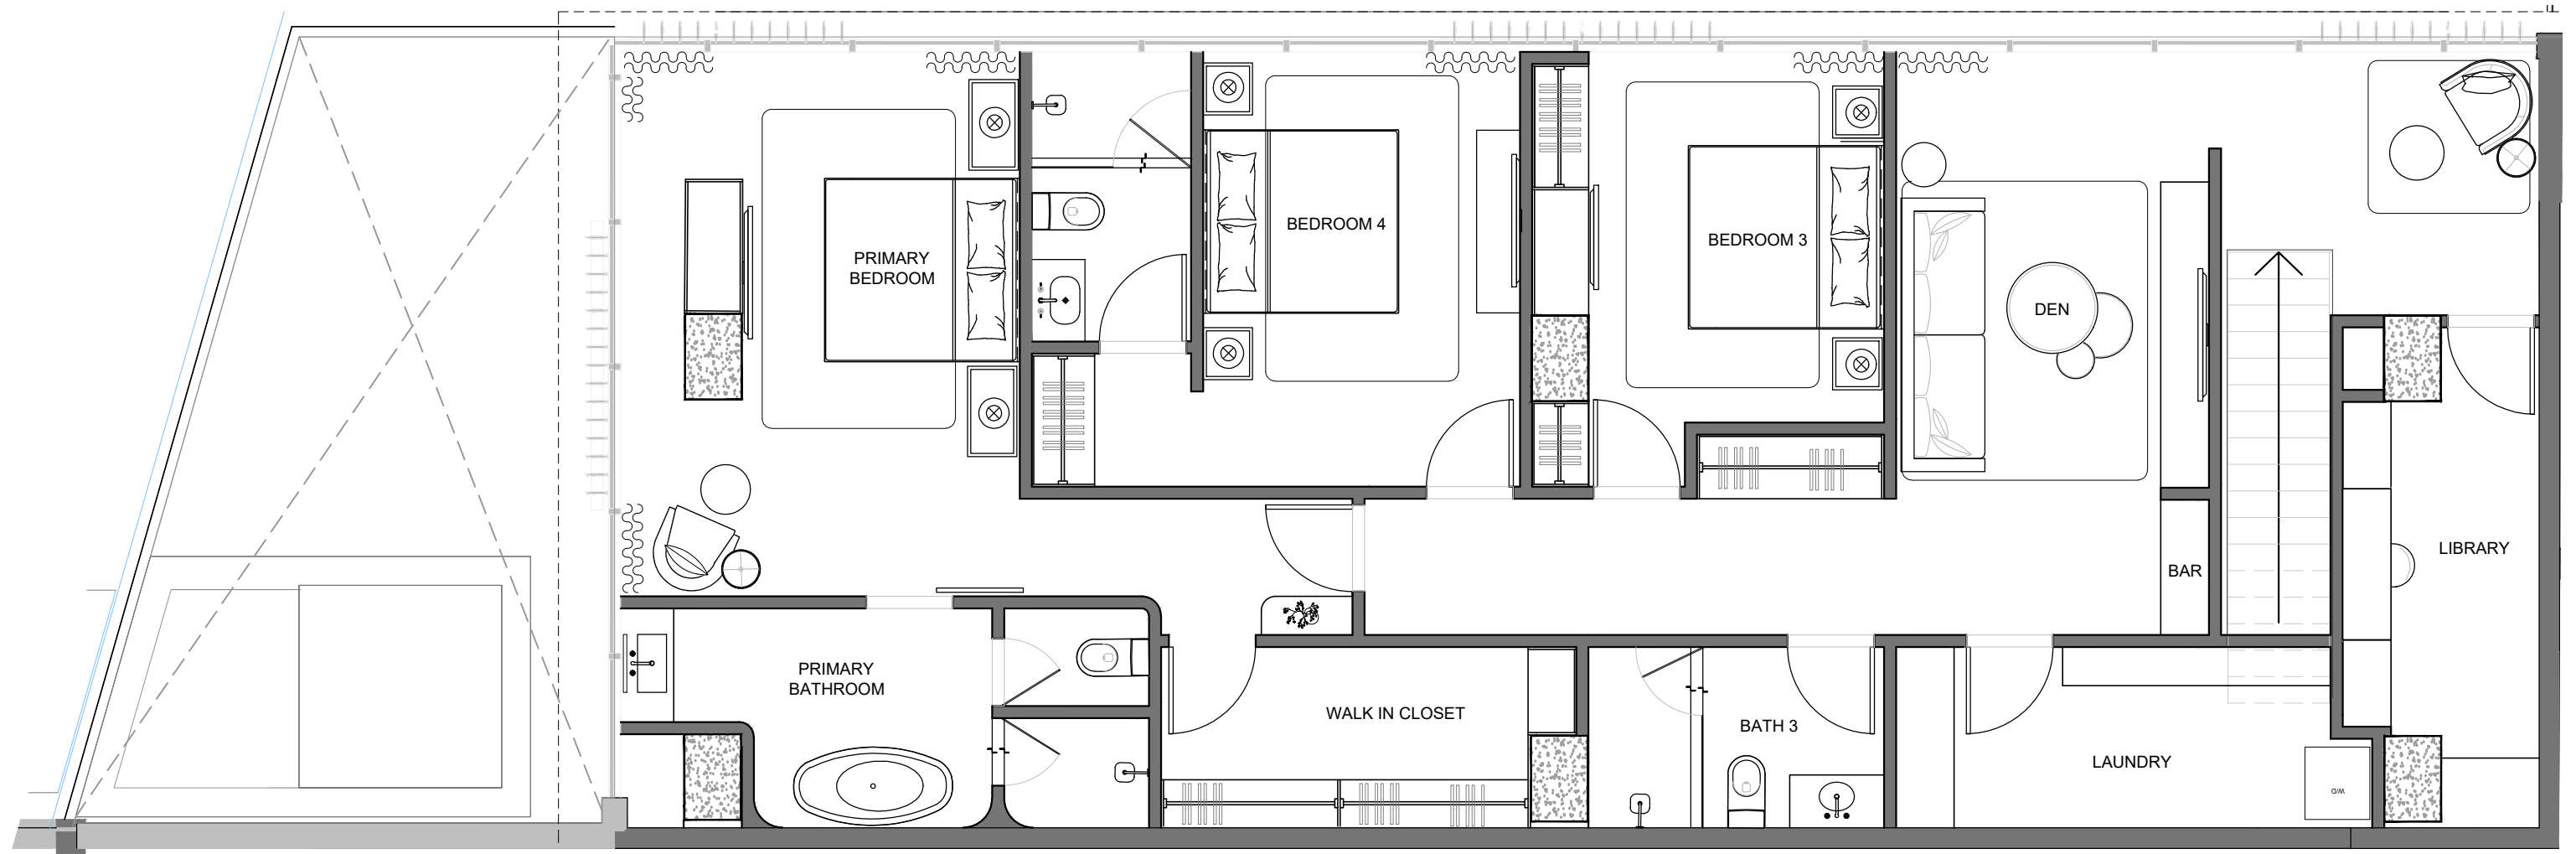 PRIMARY
BEDROOM
BEDROOM 4
BEDROOM 3
DEN
BAR
LIBRARY
PRIMARY
BATHROOM
WALK IN CLOSET
BATH 3
LAUNDRY
W/D